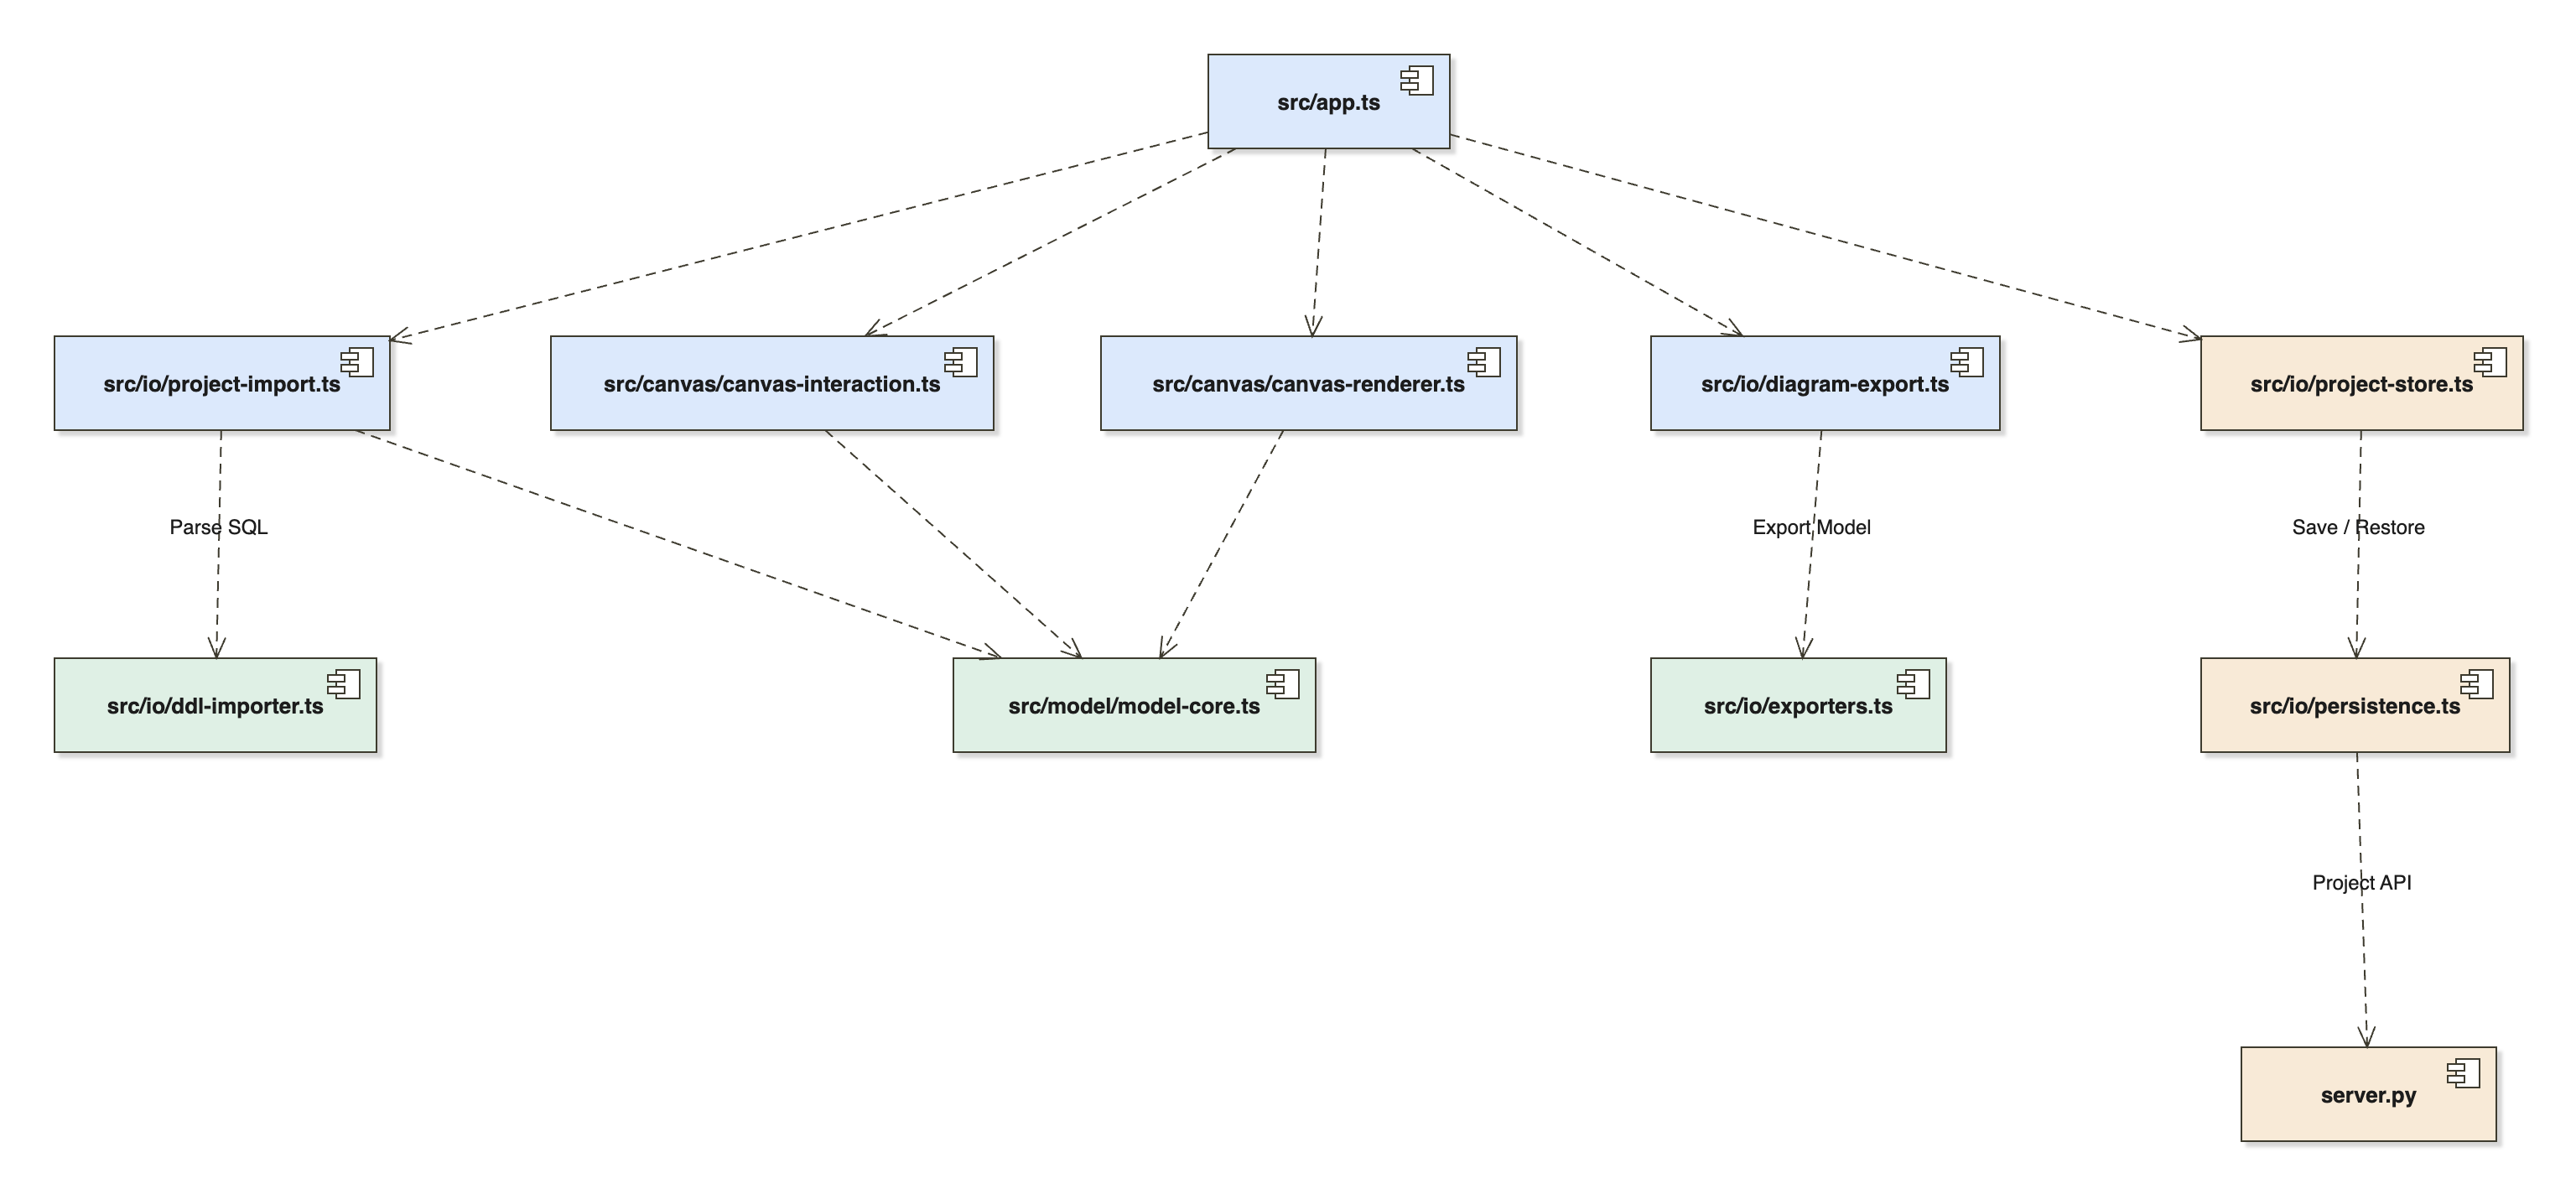 src/app.ts
src/io/project-import.ts
src/canvas/canvas-interaction.ts
src/canvas/canvas-renderer.ts
src/io/diagram-export.ts
src/io/project-store.ts
Parse SQL
Export Model
Save / Restore
src/io/ddl-importer.ts
src/model/model-core.ts
src/io/exporters.ts
src/io/persistence.ts
Project API
server.py